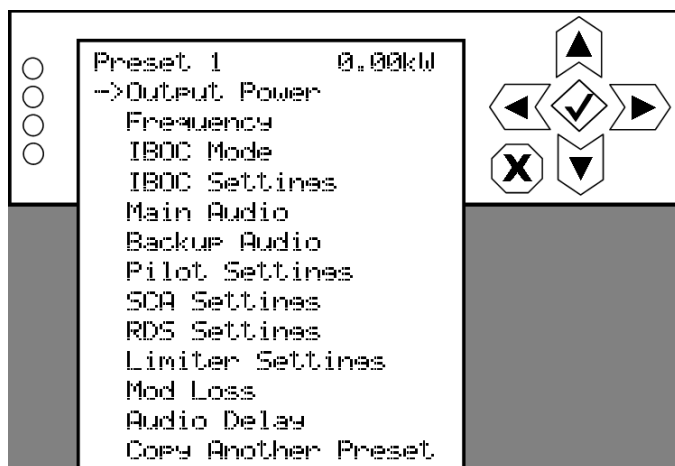 Preset 1 0.00kW
->Output Power
Frequency
IBOC Mode
IBOC Settings
Main Audio
Backup Audio
Pilot Settings
SCA Settings
RDS Settings
Limiter Settings
Mod Loss
Audio Delay
Copy Another Preset
X